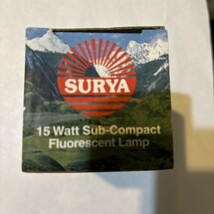 SURYA
15 Watt Sub-Compact
Fluorescent Lamp